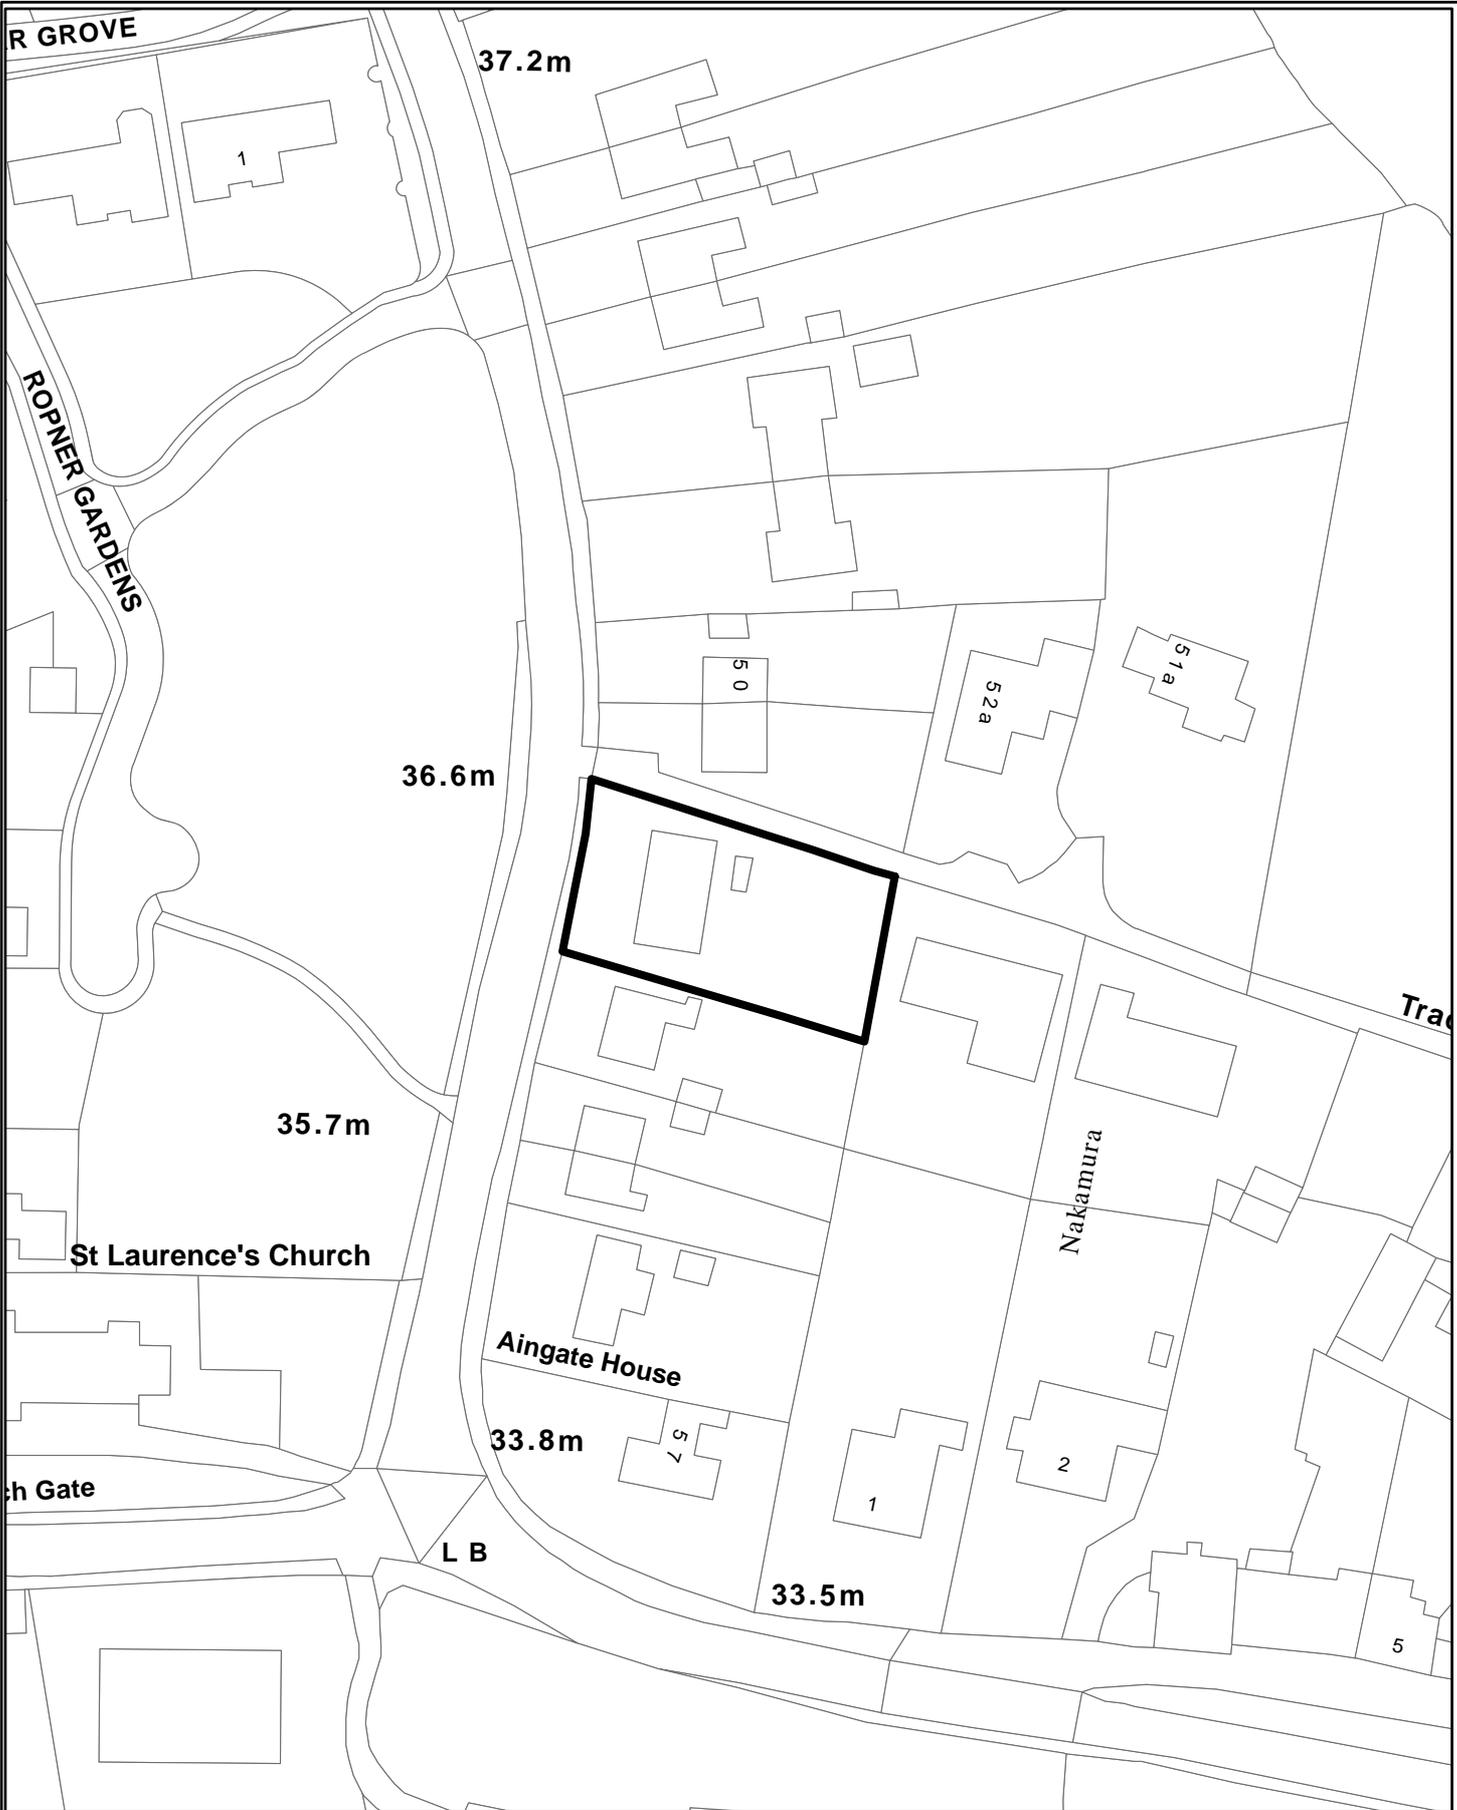 R GROVE
37.2m
1
ROPNER GARDENS
50
52a
51a
36.6m
Trac
35.7m
Nakamura
St Laurence's Church
Aingate House
57
33.8m
2
1
ch Gate
L B
33.5m
5